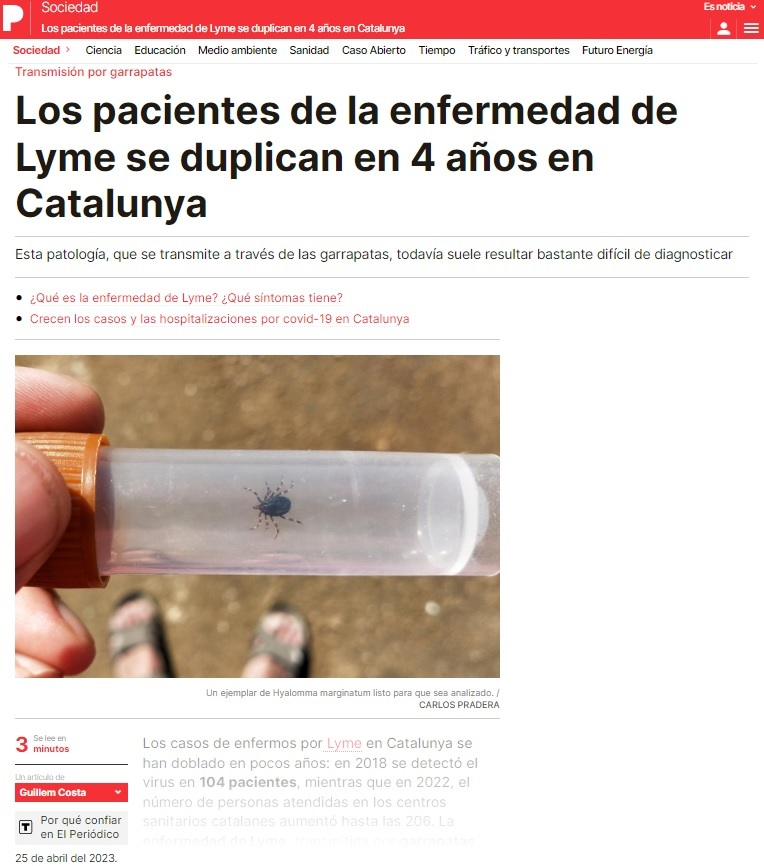 Sociedad
Es noticia
Los pacientes de la enfermedad de Lyme se duplican en 4 años en Catalunya
Sociedad Ciencia Educación Medio ambiente Sanidad Caso Abierto Tiempo Tráfico y transportes Futuro Energía
Transmisión por garrapatas
Los pacientes de la enfermedad de
Lyme se duplican en 4 años en
Catalunya
Esta patología, que se transmite a través de las garrapatas, todavía suele resultar bastante difícil de diagnosticar
¿Qué es la enfermedad de Lyme? ¿Qué síntomas tiene?
Crecen los casos y las hospitalizaciones por covid-19 en Catalunya
Un ejemplar de Hyalomma marginatum listo para que sea analizado. /
CARLOS PRADERA
3 Se lee en
minutos
Un artículo de
Guillem Costa
Por qué confiar
en El Periódico
25 de abril del 2023.
Los casos de enfermos por Lyme en Catalunya se
han doblado en pocos años: en 2018 se detectó el
virus en 104 pacientes, mientras que en 2022, el
número de personas atendidas en los centros
sanitarios catalanes aumentó hasta las 206. La
enfermedad de Lyme, transmitida por garrapatas